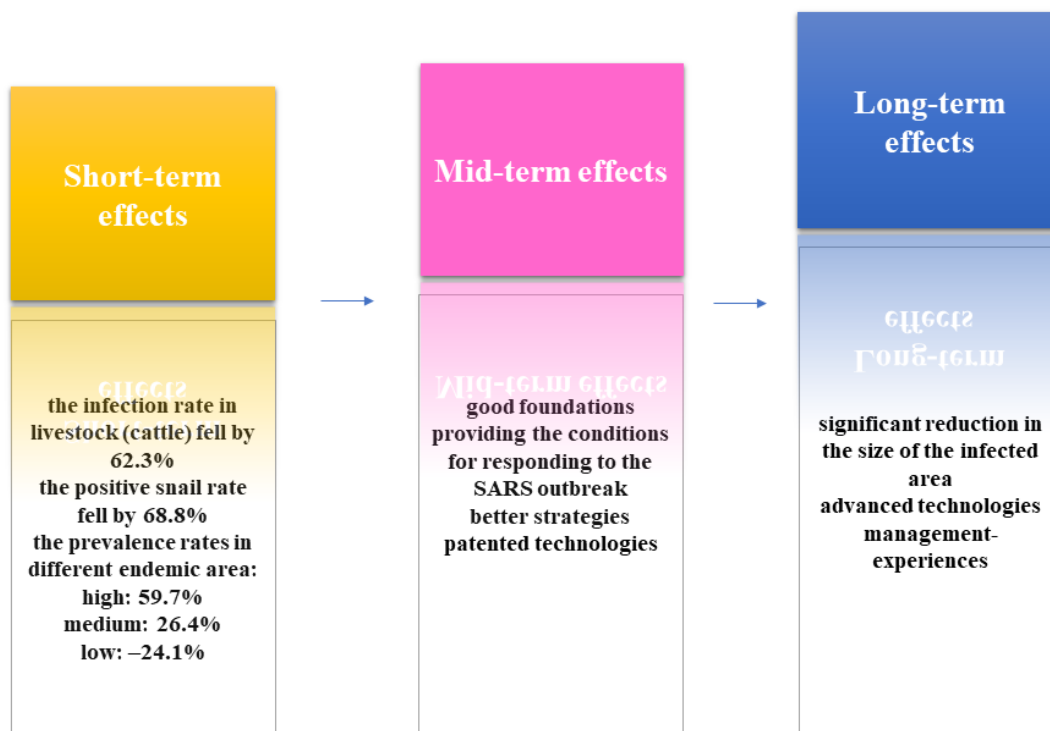 Short-term
effects
the infection rate in
livestock (cattle) fell by
62.3%
the positive snail rate
fell by 68.8%
the prevalence rates in
different endemic area:
high: 59.7%
medium: 26.4%
low: –24.1%
Mid-term effects
good foundations
providing the conditions
for responding to the
SARS outbreak
better strategies
patented technologies
Long-term
effects
significant reduction in
the size of the infected
area
advanced technologies
management-
experiences